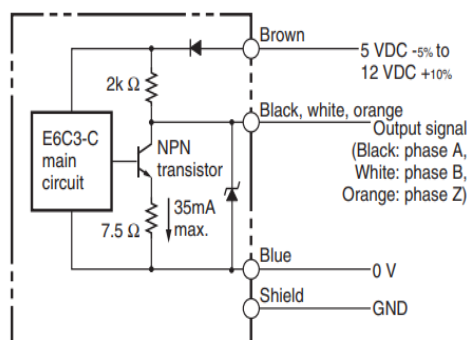 Brown
5 VDC -5% to
12 VDC +10%
2k Ω
Black, white, orange
Output signal
(Black: phase A,
White: phase B,
Orange: phase Z)
E6C3-C
main
circuit
NPN
transistor
35mA
max.
7.5 Ω
Blue
0 V
Shield
GND